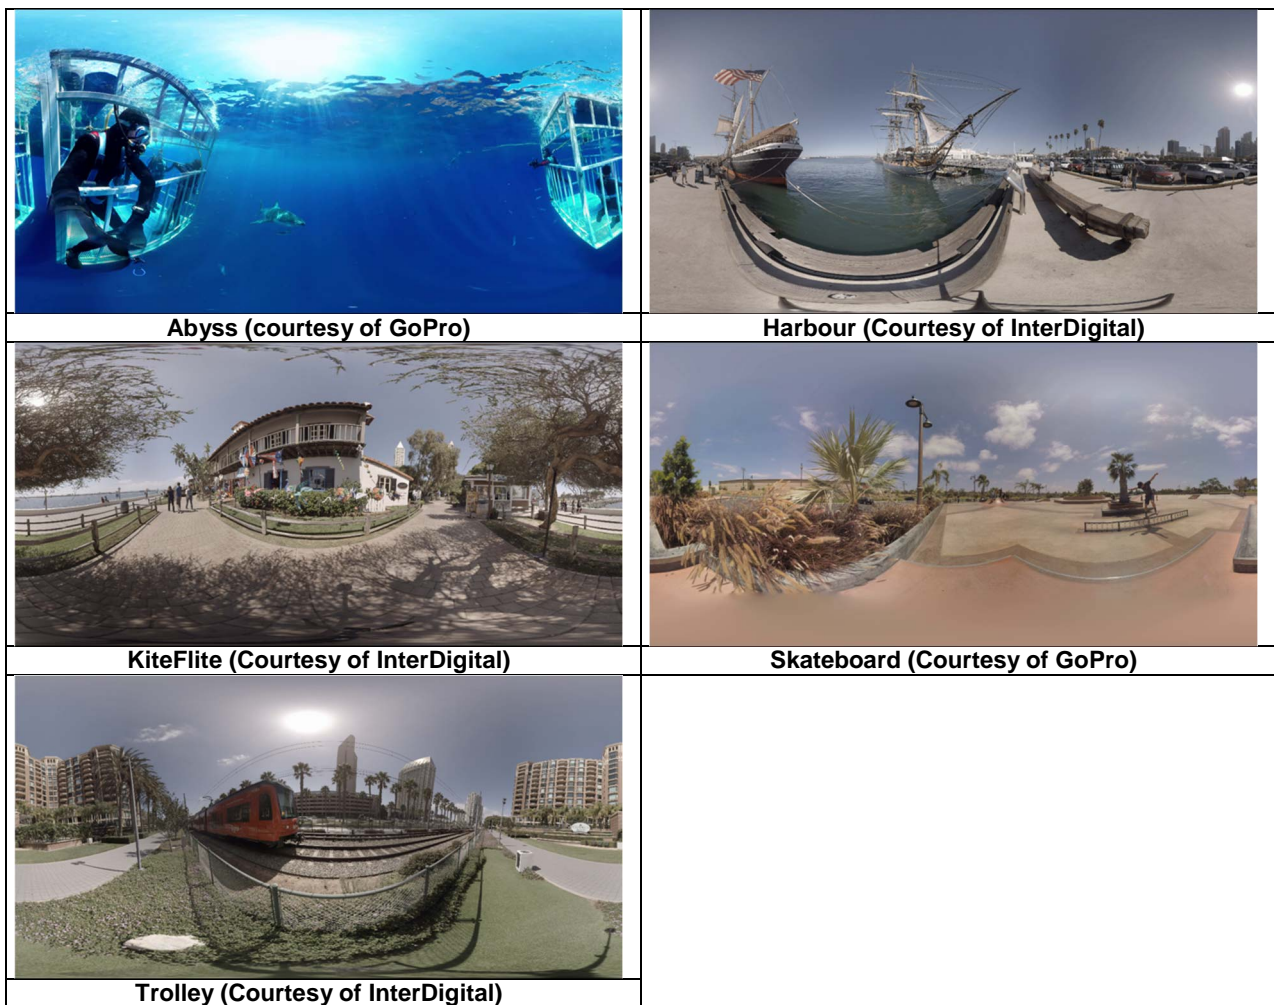 Abyss (courtesy of GoPro)
Harbour (Courtesy of InterDigital)
KiteFlite (Courtesy of InterDigital)
Skateboard (Courtesy of GoPro)
Trolley (Courtesy of InterDigital)